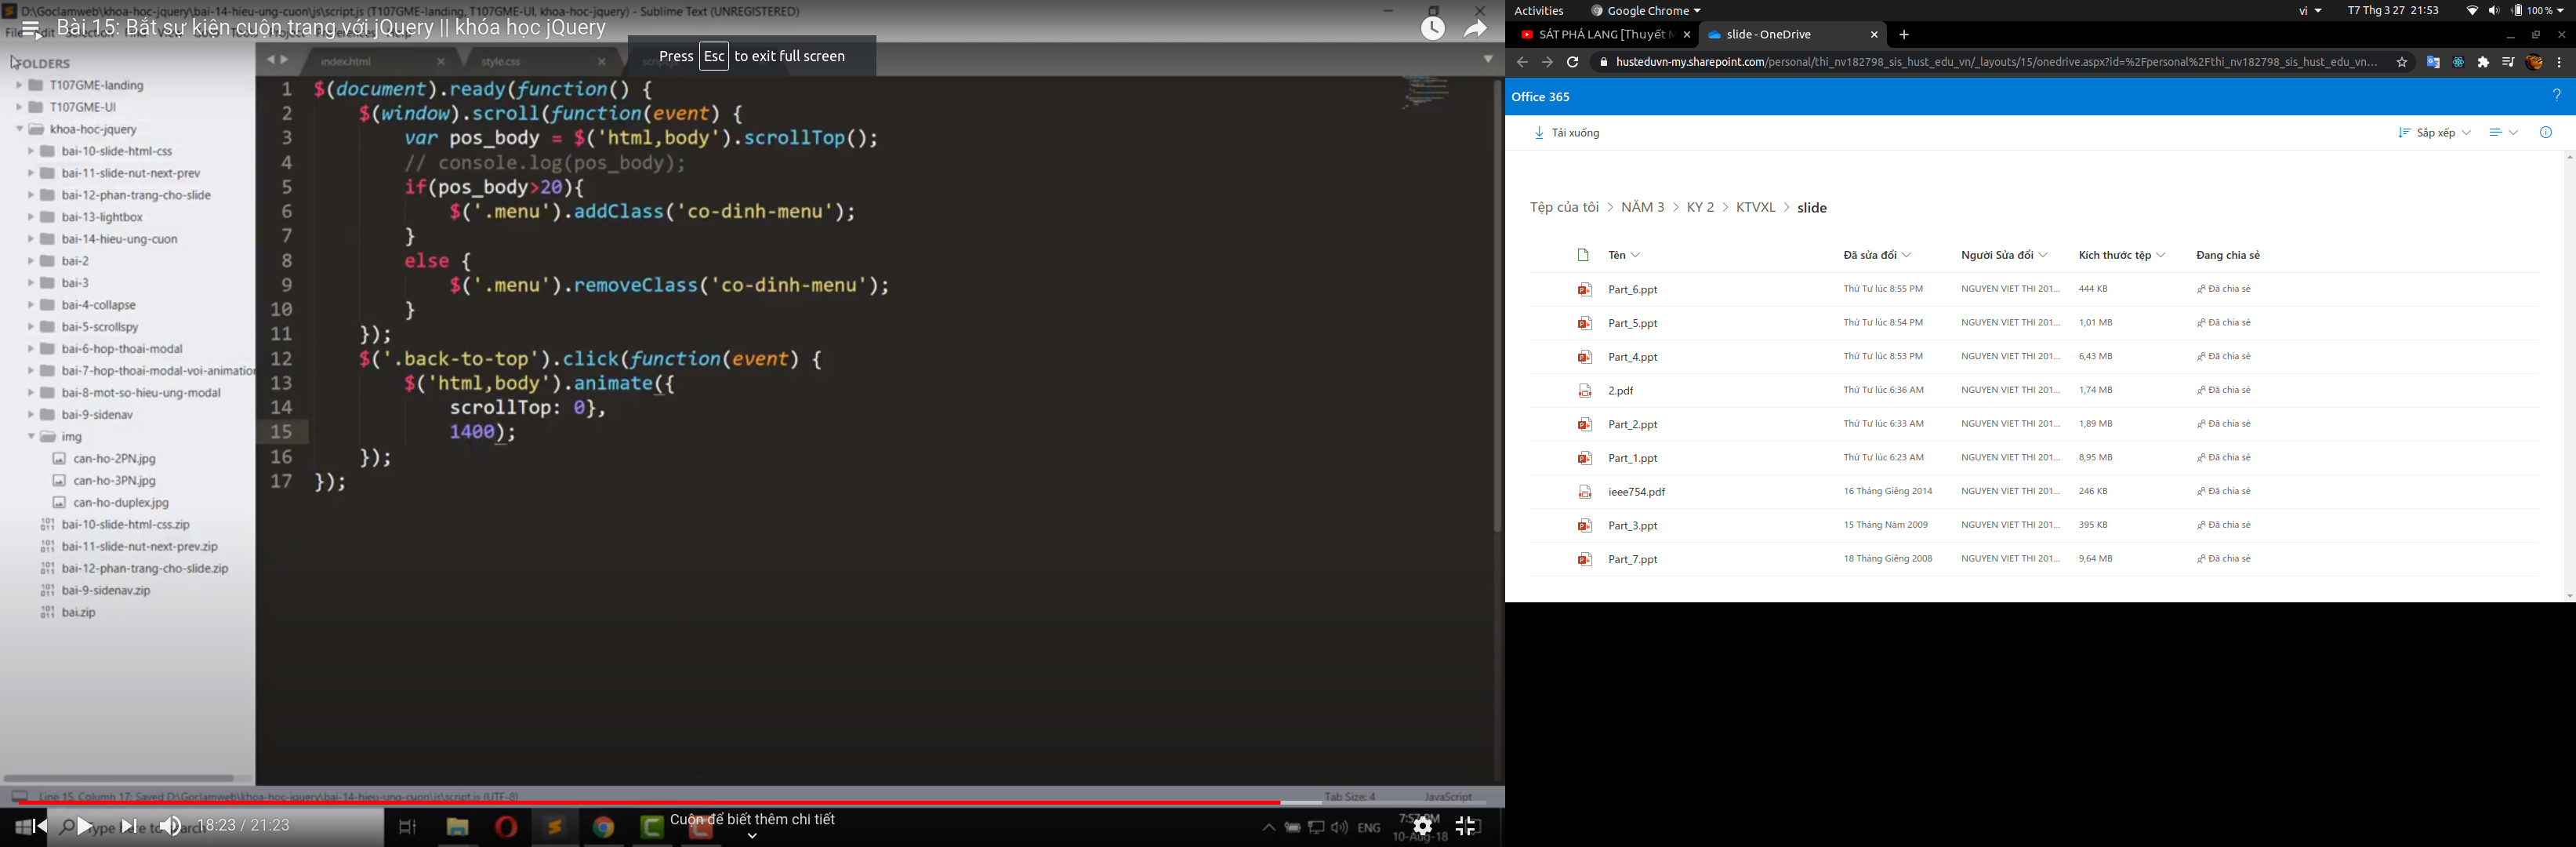 D:\Goclamweb\khoa-hoc-jquery\bai-14-hieu-ung-cuon\js\script.js (T107GME-landing, T107GME-UI, khoa-hoc-jquery) - Sublime Text (UNREGISTERED)
Bài 15: Bắt sự kiện cuộn trang với jQuery || khóa học jQuery
Press Esc to exit full screen
FOLDERS
T107GME-landing
T107GME-UI
khoa-hoc-jquery
bai-10-slide-html-css
bai-11-slide-nut-next-prev
bai-12-phan-trang-cho-slide
bai-13-lightbox
bai-14-hieu-ung-cuon
bai-2
bai-3
bai-4-collapse
bai-5-scrollspy
bai-6-hop-thoai-modal
bai-7-hop-thoai-modal-voi-animation
bai-8-mot-so-hieu-ung-modal
bai-9-sidenav
img
can-ho-2PN.jpg
can-ho-3PN.jpg
can-ho-duplex.jpg
bai-10-slide-html-css.zip
bai-11-slide-nut-next-prev.zip
bai-12-phan-trang-cho-slide.zip
bai-9-sidenav.zip
bai.zip
index.html style.css
1 $(document).ready(function() {
2 $(window).scroll(function(event) {
3 var pos_body = $('html,body').scrollTop();
4 // console.log(pos_body);
5 if(pos_body>20){
6 $('.menu').addClass('co-dinh-menu');
7 }
8 else {
9 $('.menu').removeClass('co-dinh-menu');
10 }
11 });
12 $('.back-to-top').click(function(event) {
13 $('html,body').animate({
14 scrollTop: 0},
15 1400);
16 });
17 });
Line 15, Column 17; Saved D:\Goclamweb\khoa-hoc-jquery\bai-14-hieu-ung-cuon\js\script.js (UTF-8) Tab Size: 4 JavaScript
18:23 / 21:23
Cuộn để biết thêm chi tiết
ENG
10-Aug-18
Activities Google Chrome vi T7 Thg 3 27 21:53 100 %
SÁT PHÁ LANG [Thuyết M slide - OneDrive
husteduvn-my.sharepoint.com/personal/thi_nv182798_sis_hust_edu_vn/_layouts/15/onedrive.aspx?id=%2Fpersonal%2Fthi_nv182798_sis_hust_edu_vn...
Office 365 ?
Tải xuống Sắp xếp
Tệp của tôi > NĂM 3 > KY 2 > KTVXL > slide
Tên Đã sửa đổi Người Sửa đổi Kích thước tệp Đang chia sẻ
Part_6.ppt Thứ Tư lúc 8:55 PM NGUYEN VIET THI 201... 444 KB Đã chia sẻ
Part_5.ppt Thứ Tư lúc 8:54 PM NGUYEN VIET THI 201... 1,01 MB Đã chia sẻ
Part_4.ppt Thứ Tư lúc 8:53 PM NGUYEN VIET THI 201... 6,43 MB Đã chia sẻ
2.pdf Thứ Tư lúc 6:36 AM NGUYEN VIET THI 201... 1,74 MB Đã chia sẻ
Part_2.ppt Thứ Tư lúc 6:33 AM NGUYEN VIET THI 201... 1,89 MB Đã chia sẻ
Part_1.ppt Thứ Tư lúc 6:23 AM NGUYEN VIET THI 201... 8,95 MB Đã chia sẻ
ieee754.pdf 16 Tháng Giêng 2014 NGUYEN VIET THI 201... 246 KB Đã chia sẻ
Part_3.ppt 15 Tháng Năm 2009 NGUYEN VIET THI 201... 395 KB Đã chia sẻ
Part_7.ppt 18 Tháng Giêng 2008 NGUYEN VIET THI 201... 9,64 MB Đã chia sẻ